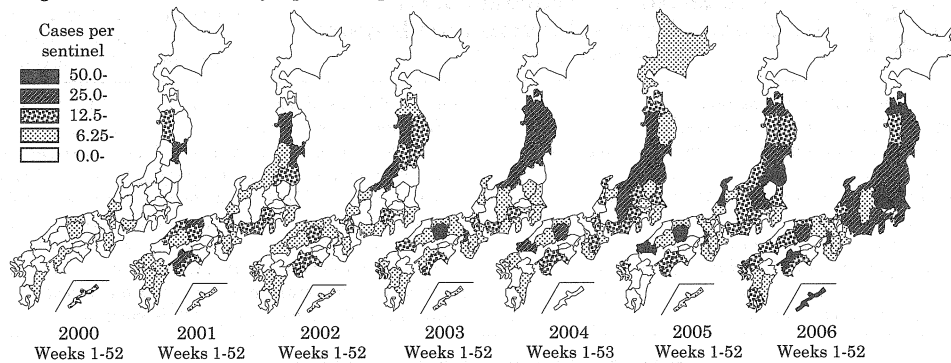 Cases per
sentinel
50.0-
25.0-
12.5-
6.25-
0.0-
2000 2001 2002 2003 2004 2005 2006
Weeks 1-52 Weeks 1-52 Weeks 1-52 Weeks 1-52 Weeks 1-53 Weeks 1-52 Weeks 1-52